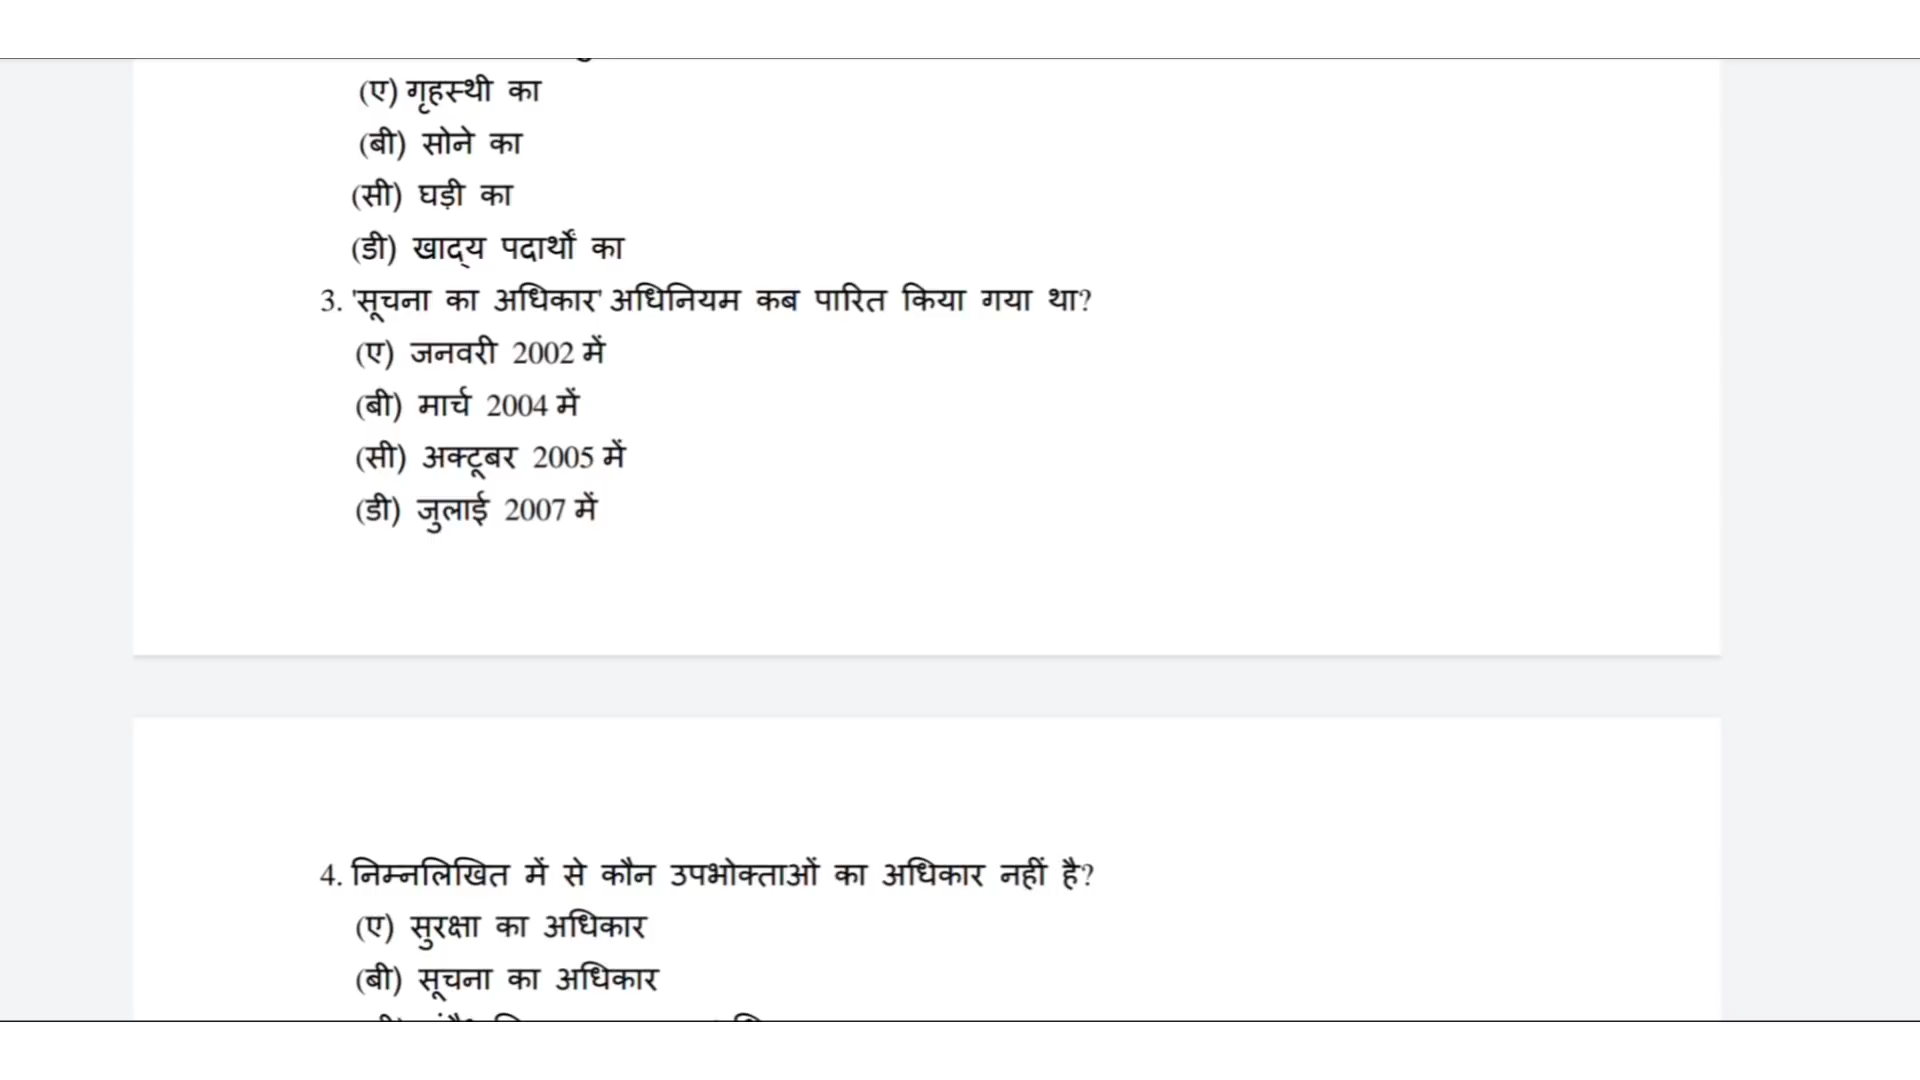 (ए) गृहस्थी का
(बी) सोने का
(सी) घड़ी का
(डी) खाद्य पदार्थों का
3. 'सूचना का अधिकार' अधिनियम कब पारित किया गया था?
(ए) जनवरी 2002 में
(बी) मार्च 2004 में
(सी) अक्टूबर 2005 में
(डी) जुलाई 2007 में
4. निम्नलिखित में से कौन उपभोक्ताओं का अधिकार नहीं है?
(ए) सुरक्षा का अधिकार
(बी) सूचना का अधिकार